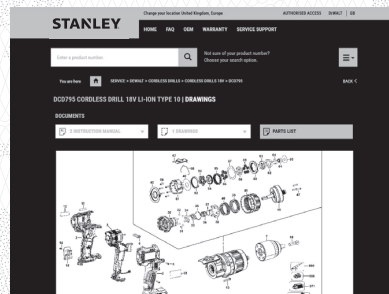 Change your location United Kingdom, Europe
AUTHORISED ACCESS DEWALT GB
STANLEY
HOME FAQ OEM WARRANTY SERVICE SUPPORT
Enter a product number
Not sure of your product number?
Choose your search option.
You are here
SERVICE > DEWALT > CORDLESS DRILLS > CORDLESS DRILLS 18V > DCD795
BACK <
DCD795 CORDLESS DRILL 18V LI-ION TYPE 10 | DRAWINGS
DOCUMENTS
2 INSTRUCTION MANUAL +
1 DRAWINGS +
PARTS LIST